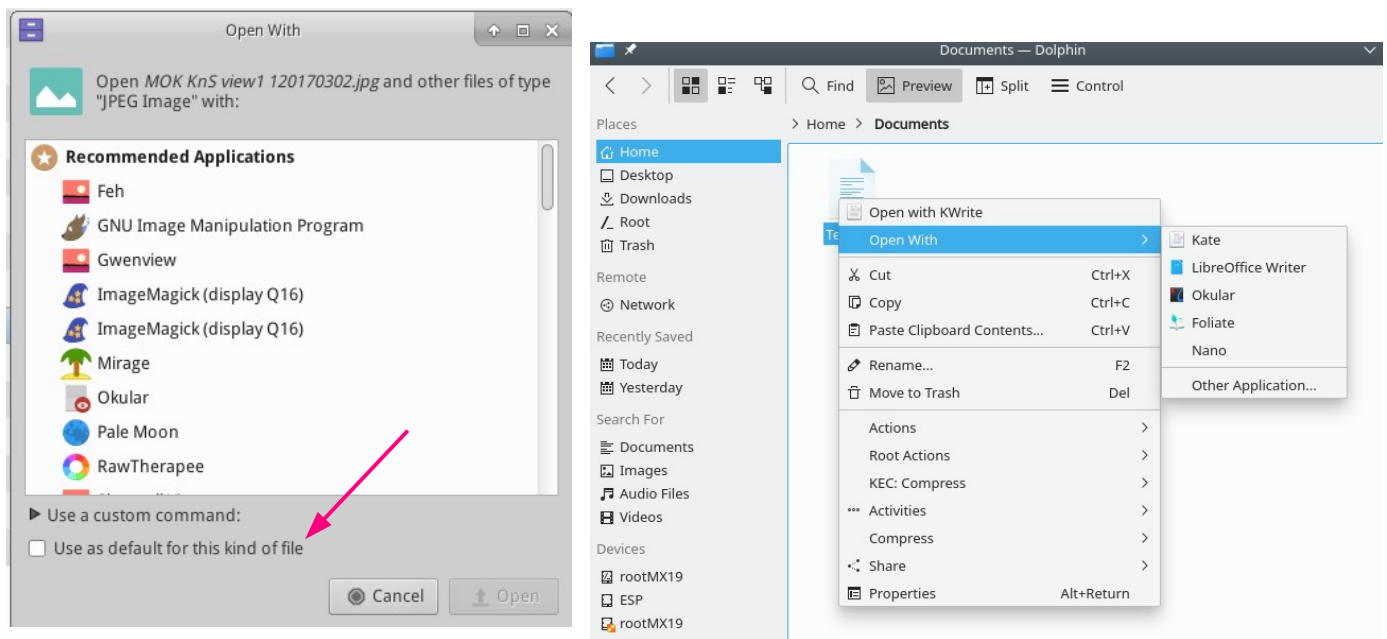 Open With
Open MOK KnS view1 120170302.jpg and other files of type
"JPEG Image" with:
Recommended Applications
Feh
GNU Image Manipulation Program
Gwenview
ImageMagick (display Q16)
ImageMagick (display Q16)
Mirage
Okular
Pale Moon
RawTherapee
Use a custom command:
Use as default for this kind of file
Cancel
Open
Documents — Dolphin
Find
Preview
Split
Control
Places
Home
Desktop
Downloads
Root
Trash
Remote
Network
Recently Saved
Today
Yesterday
Search For
Documents
Images
Audio Files
Videos
Devices
rootMX19
ESP
rootMX19
> Home > Documents
Te
Open with KWrite
Open With
Cut Ctrl+X
Copy Ctrl+C
Paste Clipboard Contents... Ctrl+V
Rename... F2
Move to Trash Del
Actions
Root Actions
KEC: Compress
Activities
Compress
Share
Properties Alt+Return
Kate
LibreOffice Writer
Okular
Foliate
Nano
Other Application...